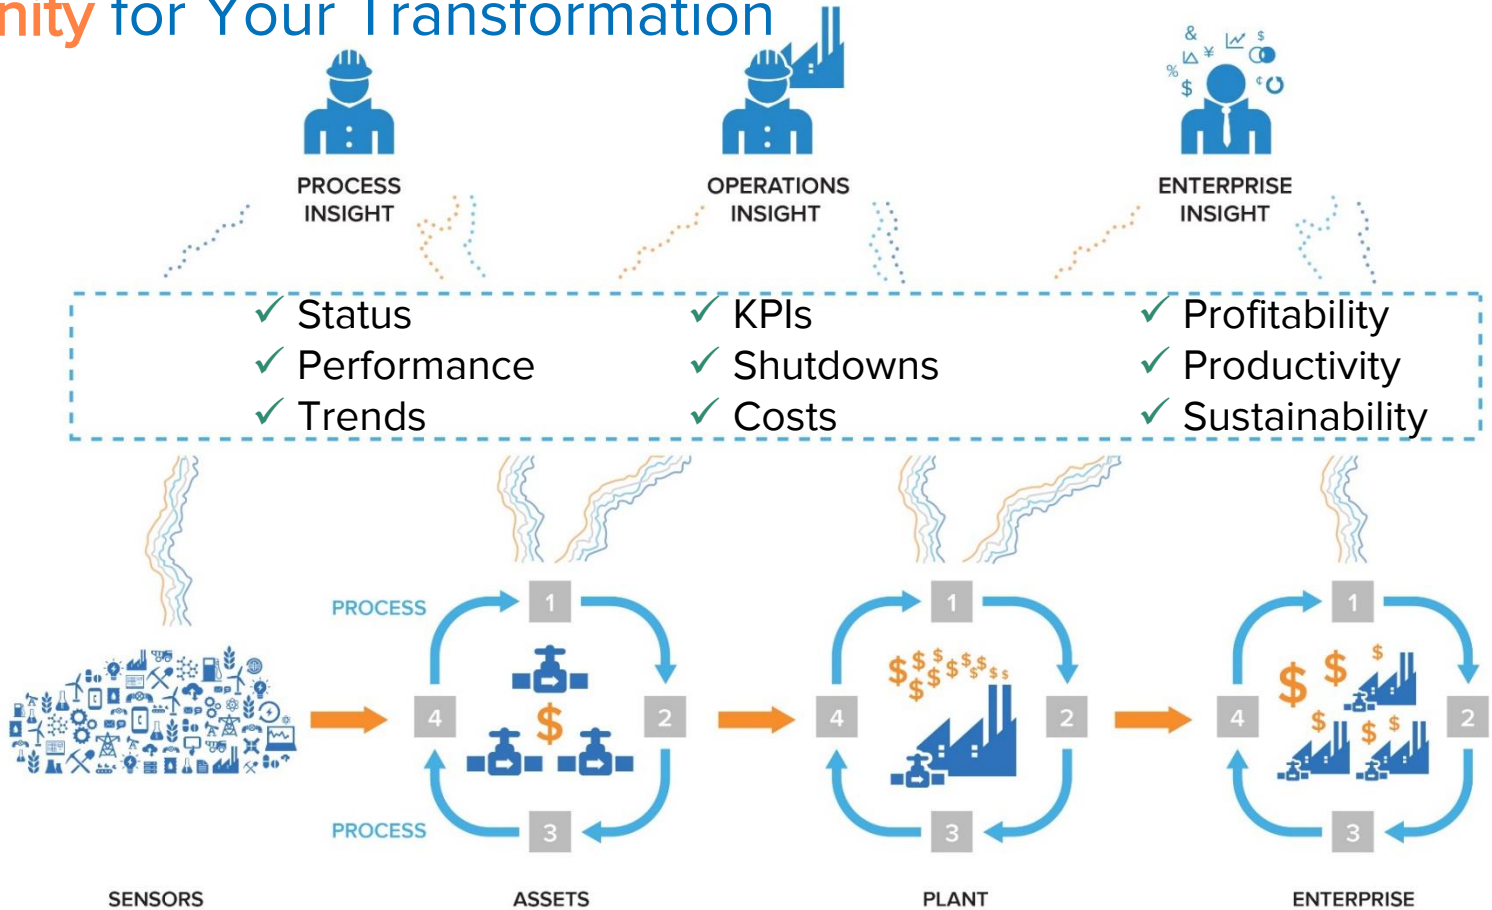 nity for Your Transformation
PROCESS
INSIGHT
OPERATIONS
INSIGHT
ENTERPRISE
INSIGHT
& $ ¥ % $ ¢
✓ Status
✓ Performance
✓ Trends
✓ KPIs
✓ Shutdowns
✓ Costs
✓ Profitability
✓ Productivity
✓ Sustainability
PROCESS
1
2
3
4
$
PROCESS
1
2
3
4
$ $ $ $ $ $ $ $ $ $ $ $
1
2
3
4
$ $ $ $ $ $
SENSORS
ASSETS
PLANT
ENTERPRISE